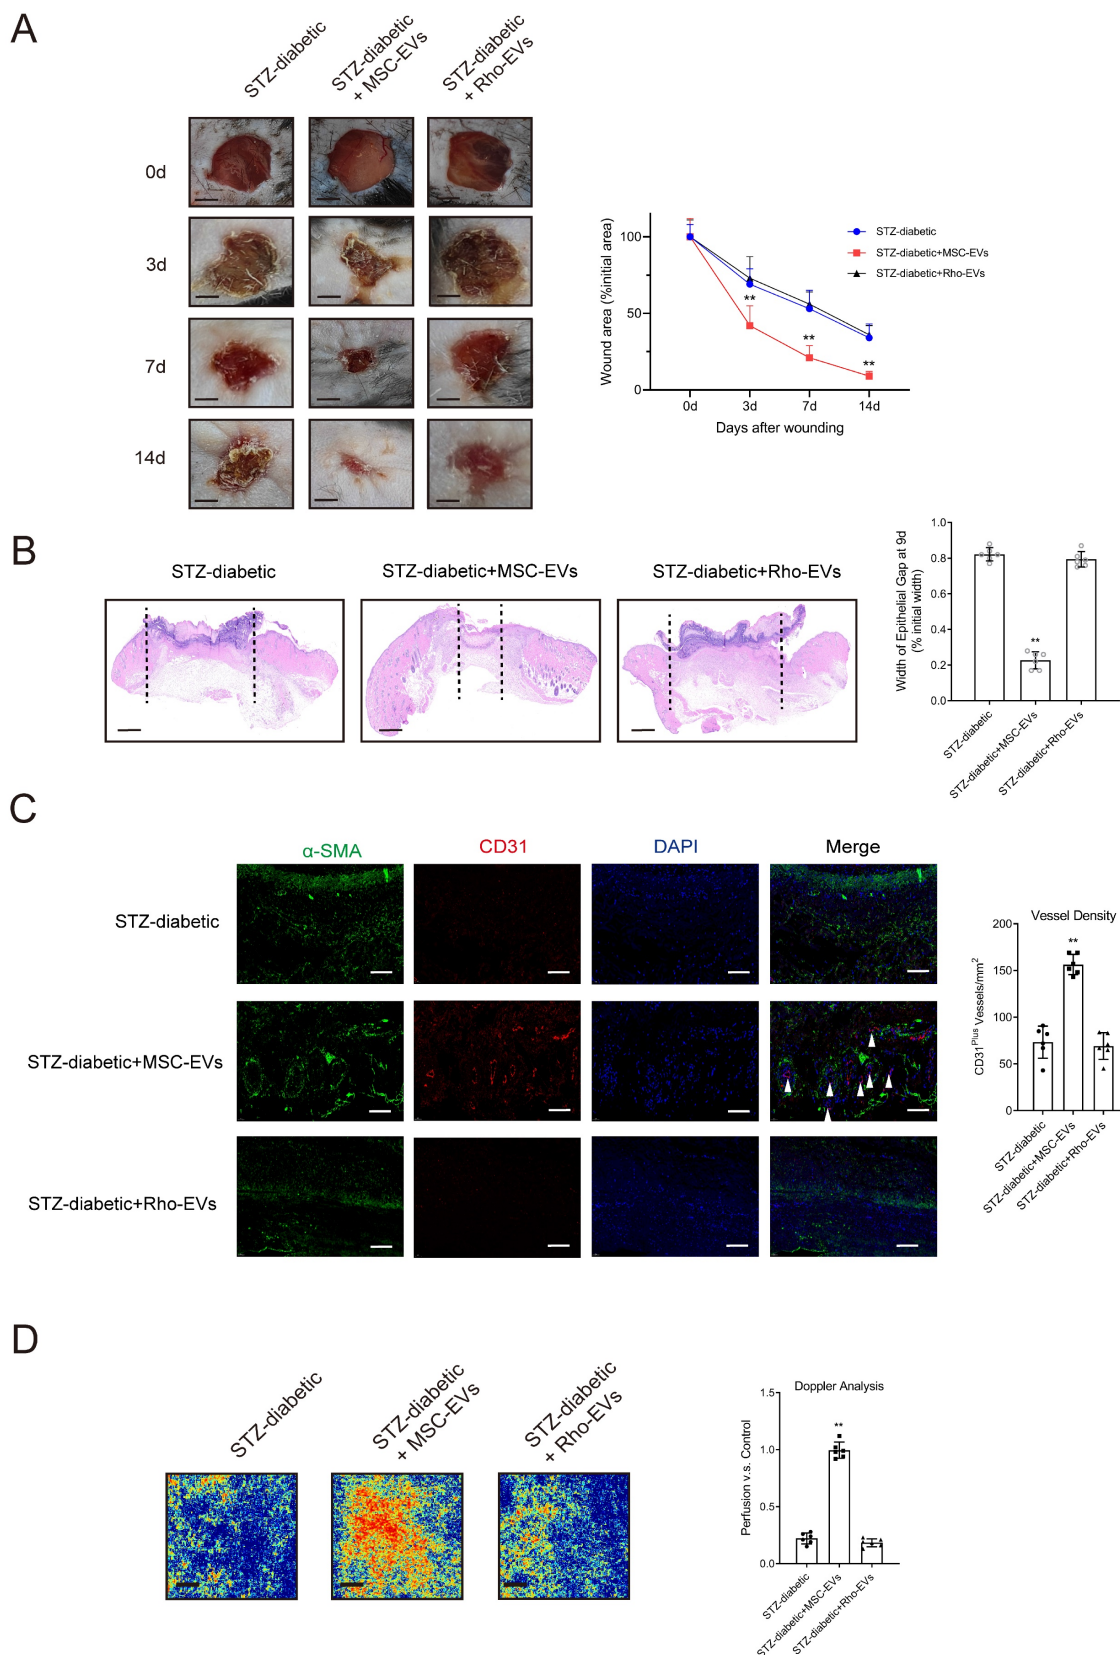 A
STZ-diabetic
STZ-diabetic
+ MSC-EVs
STZ-diabetic
+ Rho-EVs
0d
3d
7d
14d
Wound area (%initial area)
100
50
0
0d
3d
7d
14d
Days after wounding
STZ-diabetic
STZ-diabetic+MSC-EVs
STZ-diabetic+Rho-EVs
**
**
**
B
STZ-diabetic
STZ-diabetic+MSC-EVs
STZ-diabetic+Rho-EVs
Width of Epithelial Gap at 9d
(% initial width)
1.0
0.8
0.6
0.4
0.2
0.0
**
STZ-diabetic
STZ-diabetic+MSC-EVs
STZ-diabetic+Rho-EVs
C
α-SMA
CD31
DAPI
Merge
STZ-diabetic
STZ-diabetic+MSC-EVs
STZ-diabetic+Rho-EVs
Vessel Density
CD31Plus Vessels/mm2
200
150
100
50
0
**
STZ-diabetic
STZ-diabetic+MSC-EVs
STZ-diabetic+Rho-EVs
D
STZ-diabetic
STZ-diabetic
+ MSC-EVs
STZ-diabetic
+ Rho-EVs
Doppler Analysis
Perfusion v.s. Control
1.5
1.0
0.5
0.0
**
STZ-diabetic
STZ-diabetic+MSC-EVs
STZ-diabetic+Rho-EVs